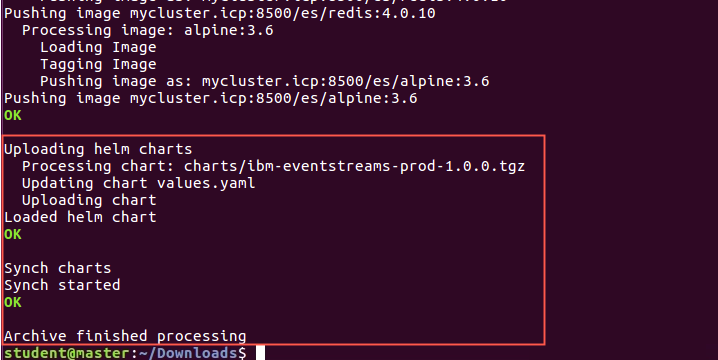 Pushing image mycluster.icp:8500/es/redis:4.0.10
Processing image: alpine:3.6
Loading Image
Tagging Image
Pushing image as: mycluster.icp:8500/es/alpine:3.6
Pushing image mycluster.icp:8500/es/alpine:3.6
OK
Uploading helm charts
Processing chart: charts/ibm-eventstreams-prod-1.0.0.tgz
Updating chart values.yaml
Uploading chart
Loaded helm chart
OK
Synch charts
Synch started
OK
Archive finished processing
student@master:~/Downloads$